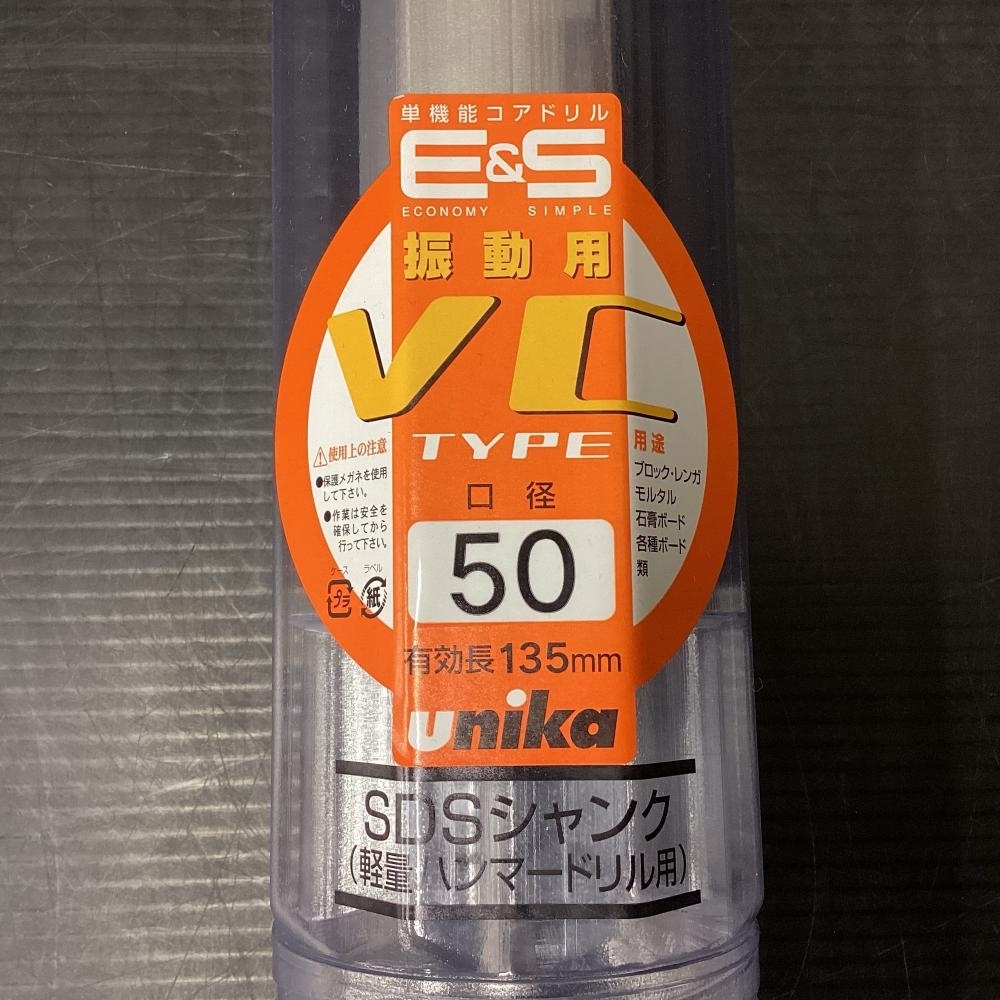 単機能コアドリル
E&S
ECONOMY SIMPLE
振動用
VC
TYPE
⚠使用上の注意
●保護メガネを使用
して下さい。
●作業は安全を
確保してから
行って下さい。
ケース
プラ
ラベル
紙
用途
ブロック・レンガ
モルタル
石膏ボード
各種ボード
類
口径
50
有効長135mm
unika
SDSシャンク
(軽量ハンマードリル用)